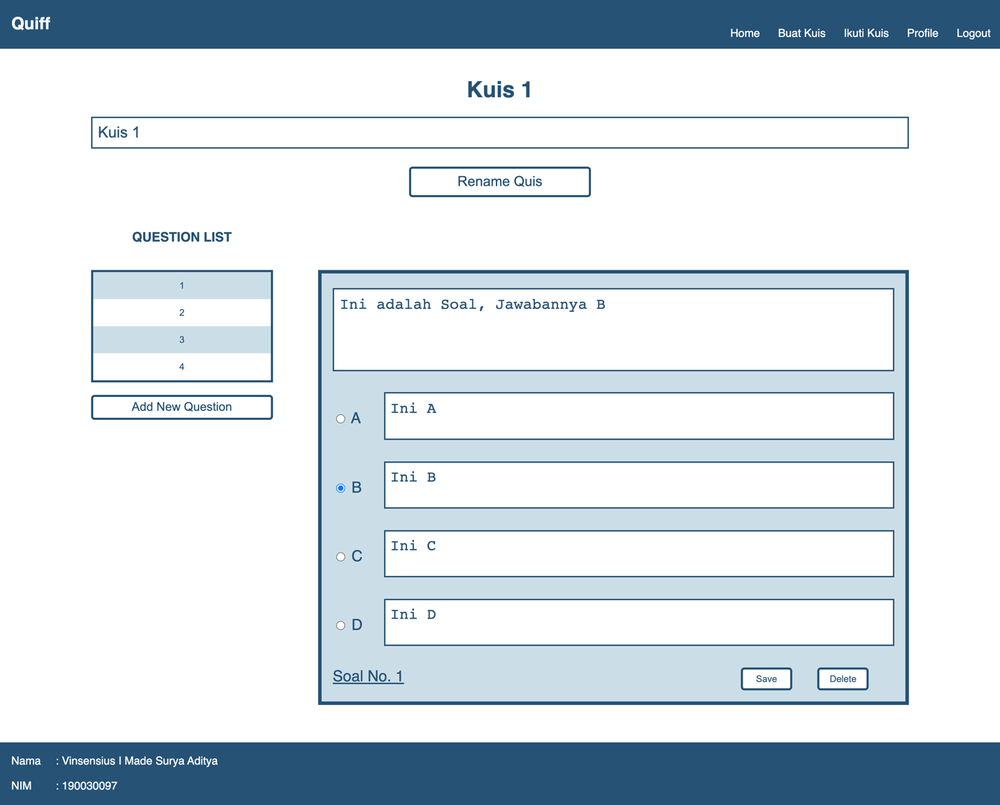 Quiff
Home Buat Kuis Ikuti Kuis Profile Logout
Kuis 1
Kuis 1
Rename Quis
QUESTION LIST
1
2
3
4
Add New Question
Ini adalah Soal, Jawabannya B
A Ini A
B Ini B
C Ini C
D Ini D
Soal No. 1 Save Delete
Nama : Vinsensius I Made Surya Aditya
NIM : 190030097